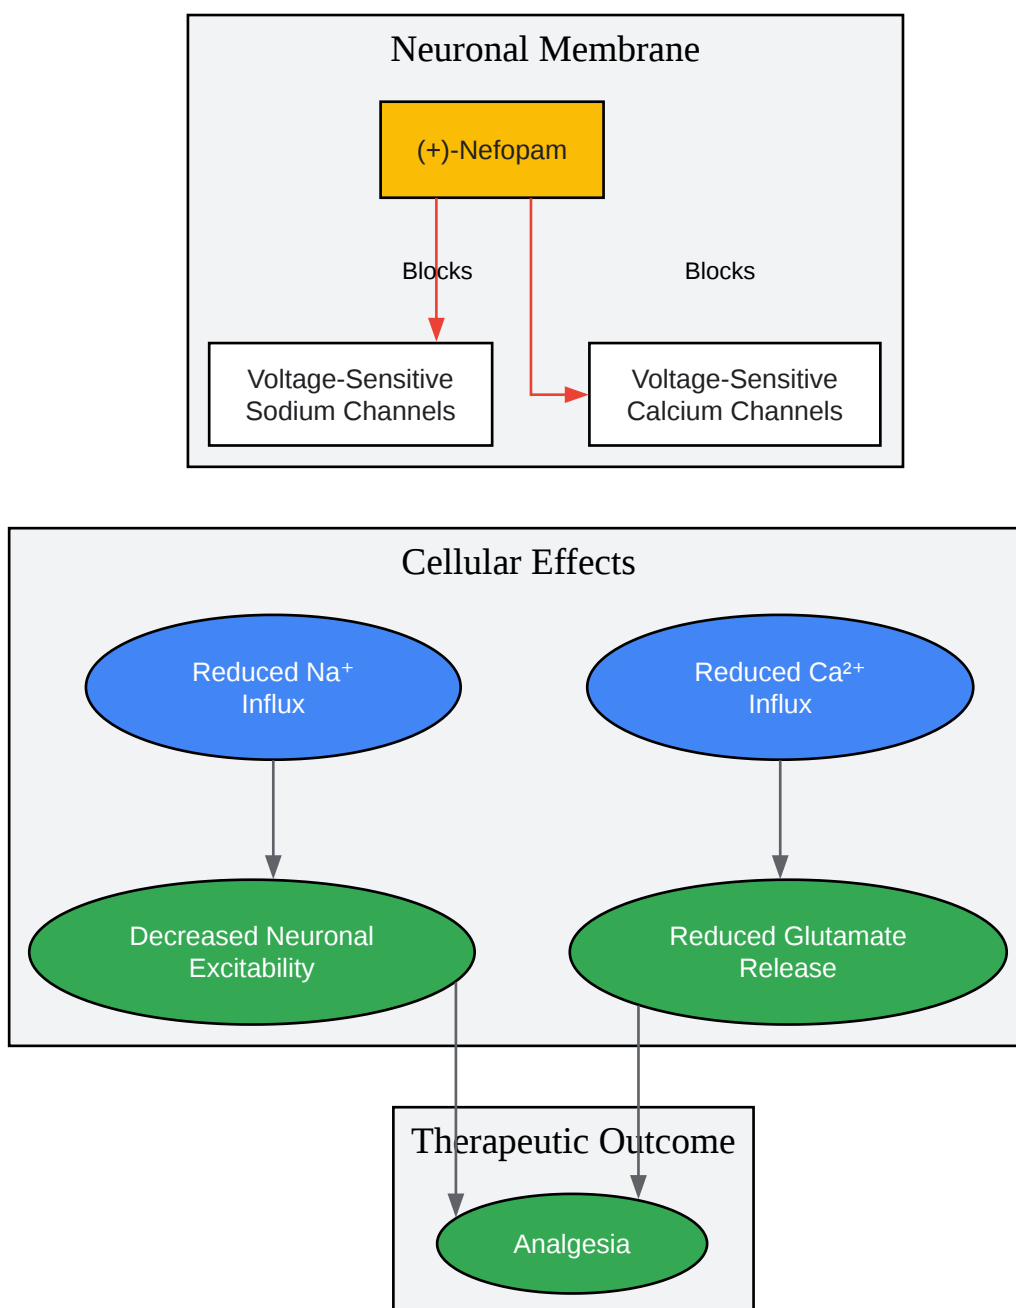 Neuronal Membrane
(+)-Nefopam
Blocks
Blocks
Voltage-Sensitive
Sodium Channels
Voltage-Sensitive
Calcium Channels
Cellular Effects
Reduced Na⁺
Influx
Reduced Ca²⁺
Influx
Decreased Neuronal
Excitability
Reduced Glutamate
Release
Therapeutic Outcome
Analgesia